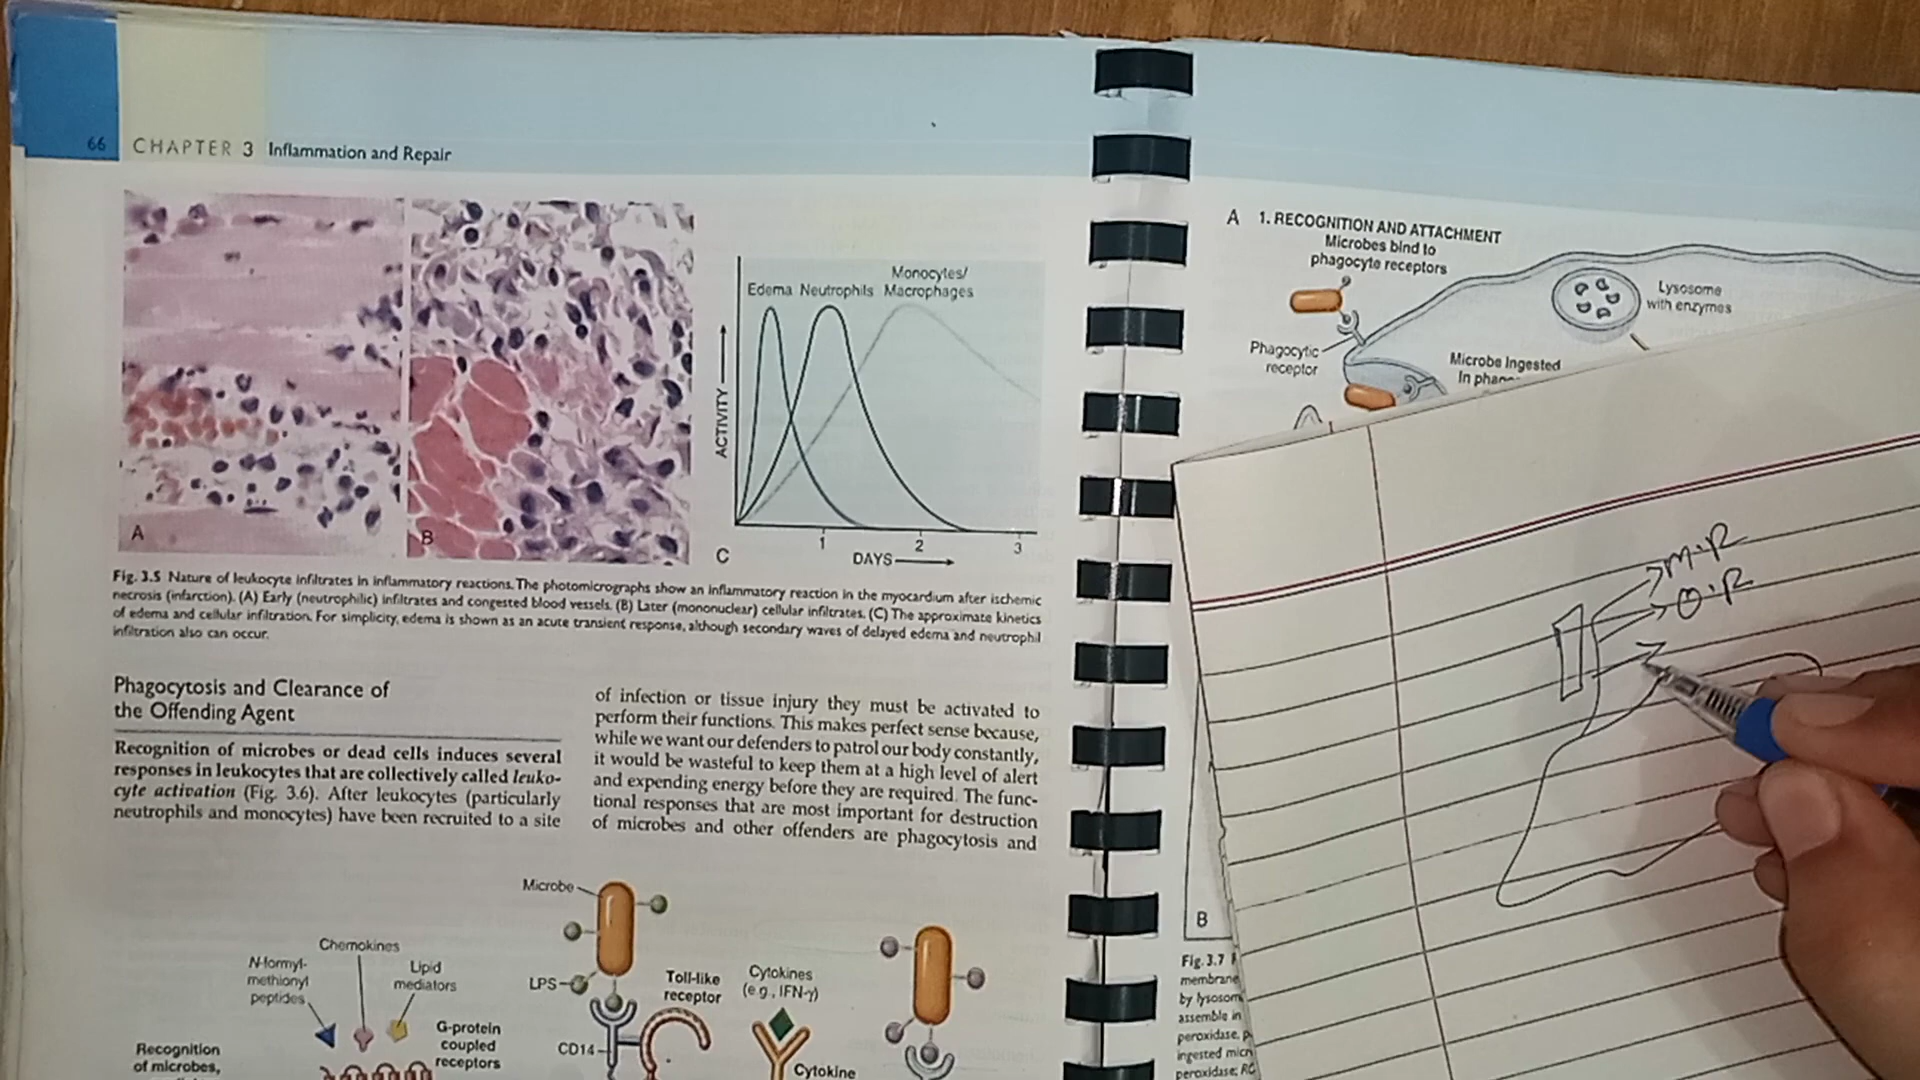 66 CHAPTER 3 Inflammation and Repair
A
B
Edema Neutrophils Monocytes/
Macrophages
ACTIVITY
1 2 3
DAYS
C
Fig. 3.5 Nature of leukocyte infiltrates in inflammatory reactions. The photomicrographs show an inflammatory reaction in the myocardium after ischemic
necrosis (infarction). (A) Early (neutrophilic) infiltrates and congested blood vessels. (B) Later (mononuclear) cellular infiltrates. (C) The approximate kinetics
of edema and cellular infiltration. For simplicity, edema is shown as an acute transient response, although secondary waves of delayed edema and neutrophil
infiltration also can occur.
Phagocytosis and Clearance of
the Offending Agent
Recognition of microbes or dead cells induces several
responses in leukocytes that are collectively called leuko-
cyte activation (Fig. 3.6). After leukocytes (particularly
neutrophils and monocytes) have been recruited to a site
of infection or tissue injury they must be activated to
perform their functions. This makes perfect sense because,
while we want our defenders to patrol our body constantly,
it would be wasteful to keep them at a high level of alert
and expending energy before they are required. The func-
tional responses that are most important for destruction
of microbes and other offenders are phagocytosis and
Microbe
Chemokines
N-formyl-
methionyl
peptides
Lipid
mediators
LPS
Toll-like
receptor
Cytokines
(e.g., IFN-γ)
G-protein
coupled
receptors
CD14
Cytokine
Recognition
of microbes,
A 1. RECOGNITION AND ATTACHMENT
Microbes bind to
phagocyte receptors
Lysosome
with enzymes
Phagocytic
receptor
Microbe Ingested
In
M.R
O.R
B
Fig. 3.7
membrane
by lysosom
assemble in
peroxidase, p
ingested micr
peroxidase; RO